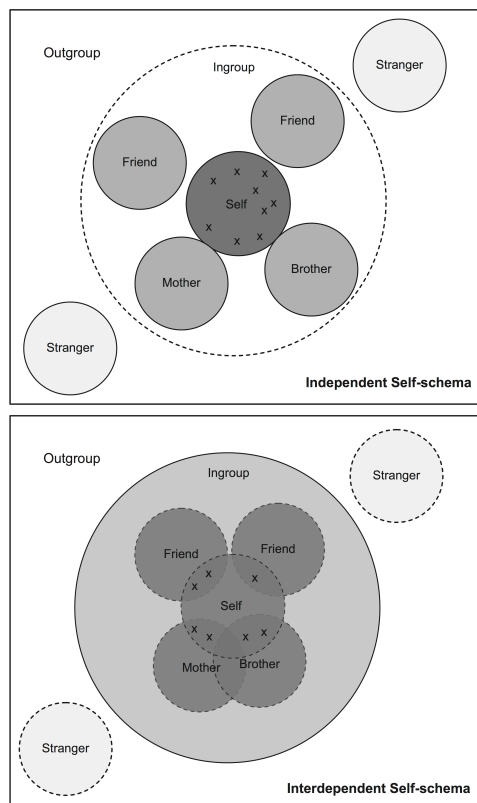 Outgroup
Stranger
Ingroup
Friend
Friend
x x x
x x
Self x x
x
x x x
Mother
Brother
Stranger
Independent Self-schema
Outgroup
Ingroup
Stranger
Friend
Friend
x
x
x
Self
x
x
x
x
Mother
Brother
Stranger
Interdependent Self-schema